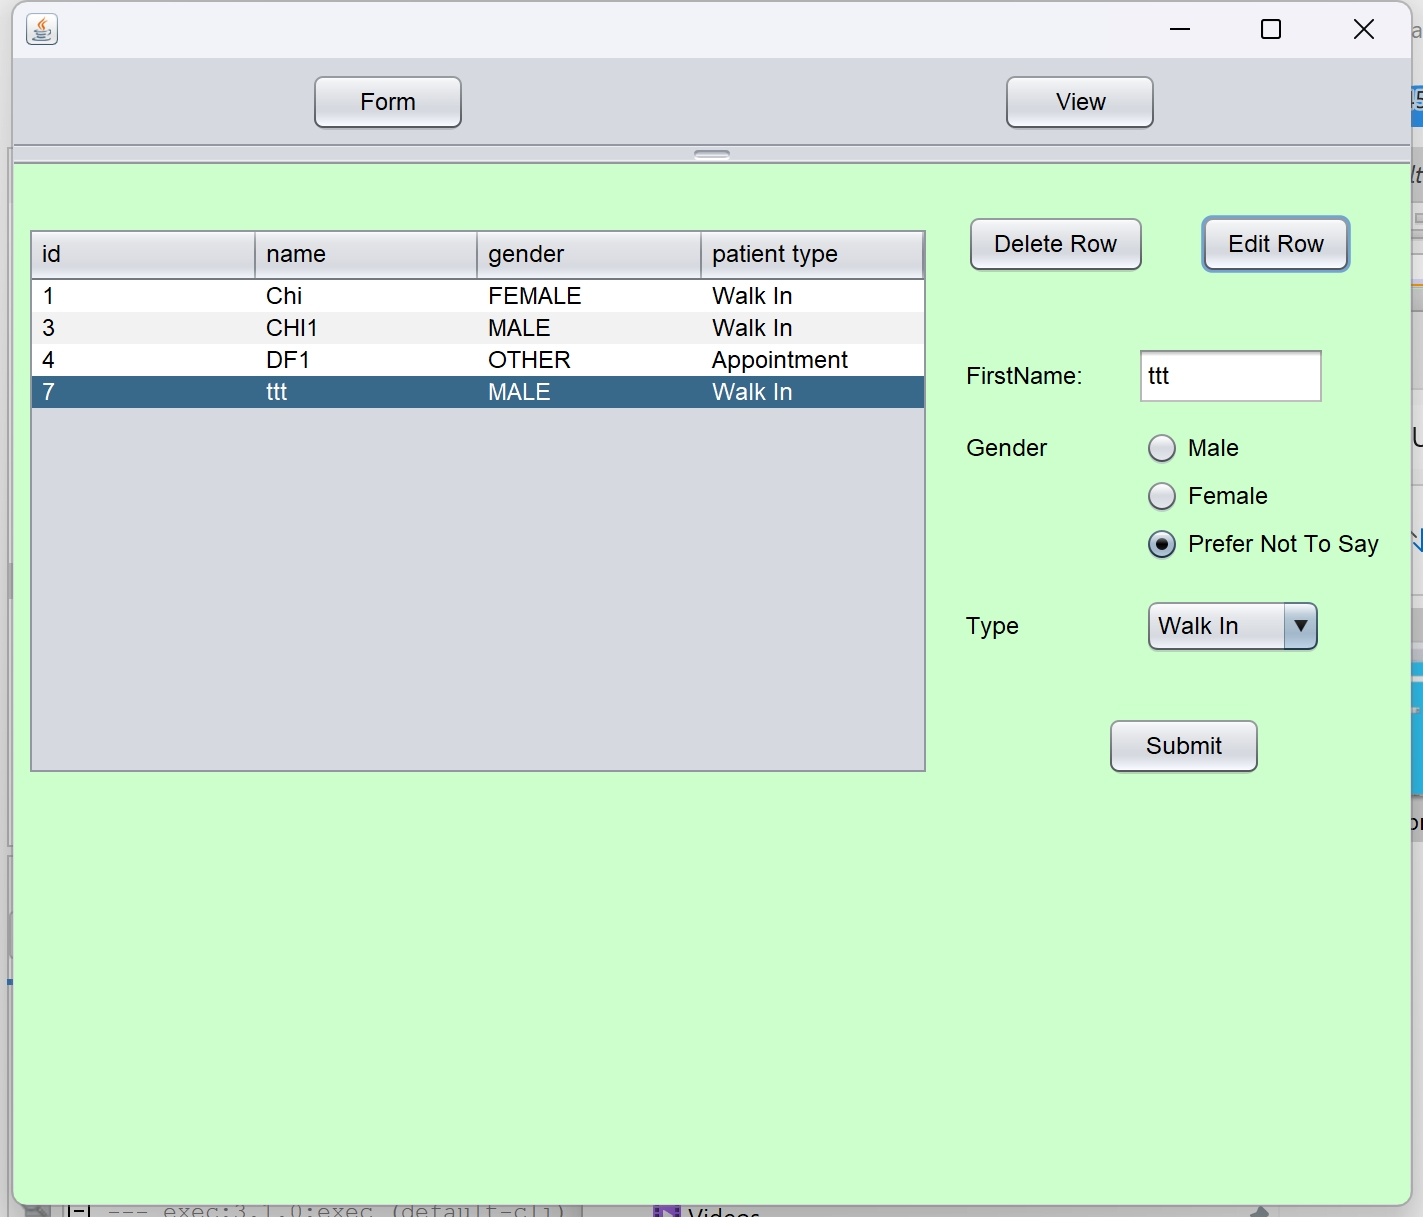 Form
View
id name gender patient type
1 Chi FEMALE Walk In
3 CHI1 MALE Walk In
4 DF1 OTHER Appointment
7 ttt MALE Walk In
Delete Row Edit Row
FirstName: ttt
Gender Male
Female
Prefer Not To Say
Type Walk In
Submit
--- exec:3.1.0:exec (default-cli)
Videos